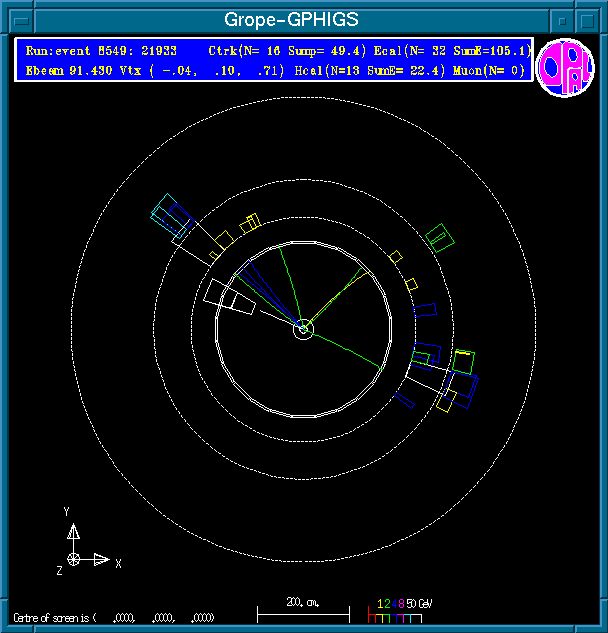 Grope-GPHIGS
Run:event 8549: 21933 Ctrk(N= 16 Sump= 49.4) Ecal(N= 32 SumE=105.1)
Ebeam 91.430 Vtx ( -.04, .10, .71) Hcal(N=13 SumE= 22.4) Muon(N= 0)
OPAL
Y
Z X
200. cm.
1 2 4 8 50 GeV
Centre of screen is ( .0000, .0000, .0000)